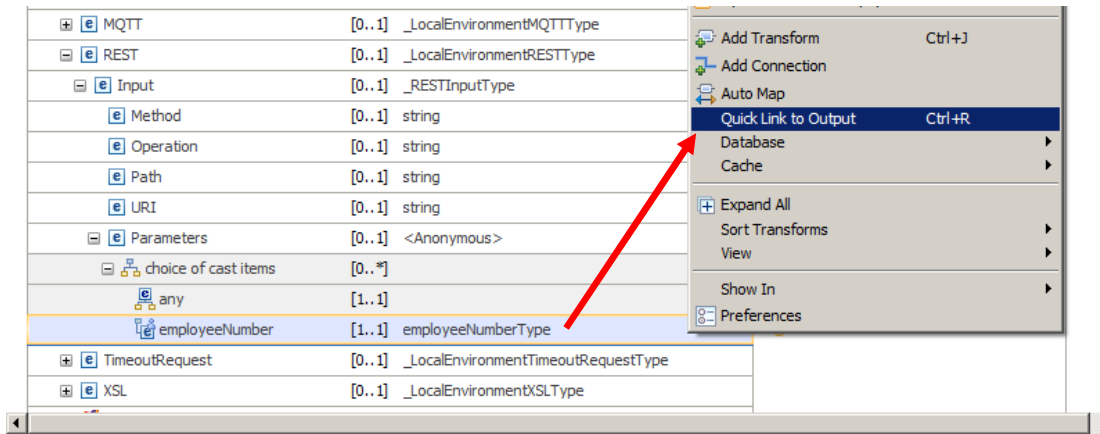 MQTT [0..1] _LocalEnvironmentMQTTType
REST [0..1] _LocalEnvironmentRESTType
Input [0..1] _RESTInputType
Method [0..1] string
Operation [0..1] string
Path [0..1] string
URI [0..1] string
Parameters [0..1] <Anonymous>
choice of cast items [0..*]
any [1..1]
employeeNumber [1..1] employeeNumberType
TimeoutRequest [0..1] _LocalEnvironmentTimeoutRequestType
XSL [0..1] _LocalEnvironmentXSLType
Add Transform Ctrl+J
Add Connection
Auto Map
Quick Link to Output Ctrl+R
Database
Cache
Expand All
Sort Transforms
View
Show In
Preferences